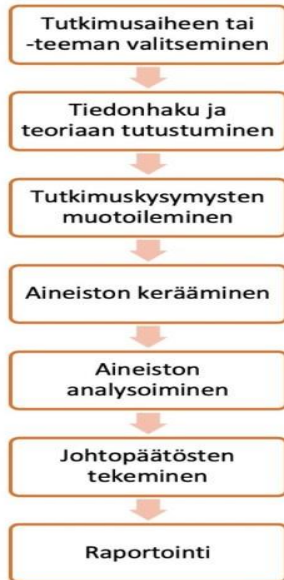 Tutkimusaiheen tai
-teeman valitseminen
Tiedonhaku ja
teoriaan tutustuminen
Tutkimuskysymysten
muotoileminen
Aineiston kerääminen
Aineiston
analysoiminen
Johtopäätösten
tekeminen
Raportointi